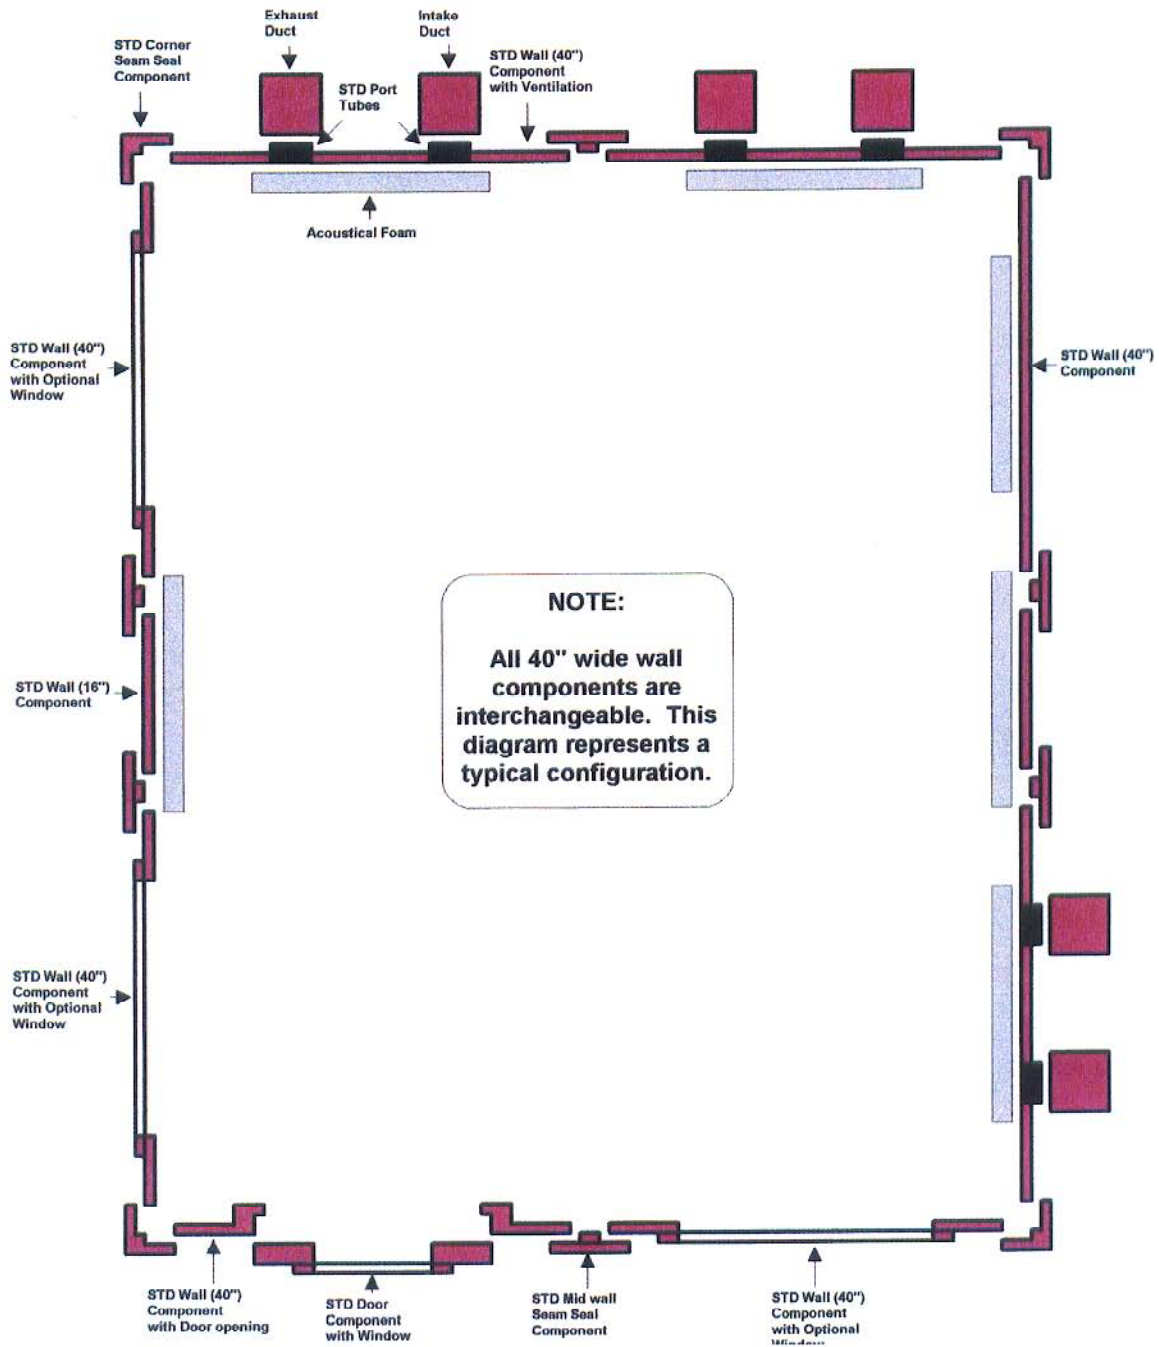 Exhaust
Duct
Intake
Duct
STD Corner
Seam Seal
Component
STD Port
Tubes
STD Wall (40")
Component
with Ventilation
Acoustical Foam
STD Wall (40")
Component
with Optional
Window
STD Wall (40")
Component
NOTE:
All 40" wide wall
components are
interchangeable. This
diagram represents a
typical configuration.
STD Wall (16")
Component
STD Wall (40")
Component
with Optional
Window
STD Wall (40")
Component
with Door opening
STD Door
Component
with Window
STD Mid wall
Seam Seal
Component
STD Wall (40")
Component
with Optional
Window